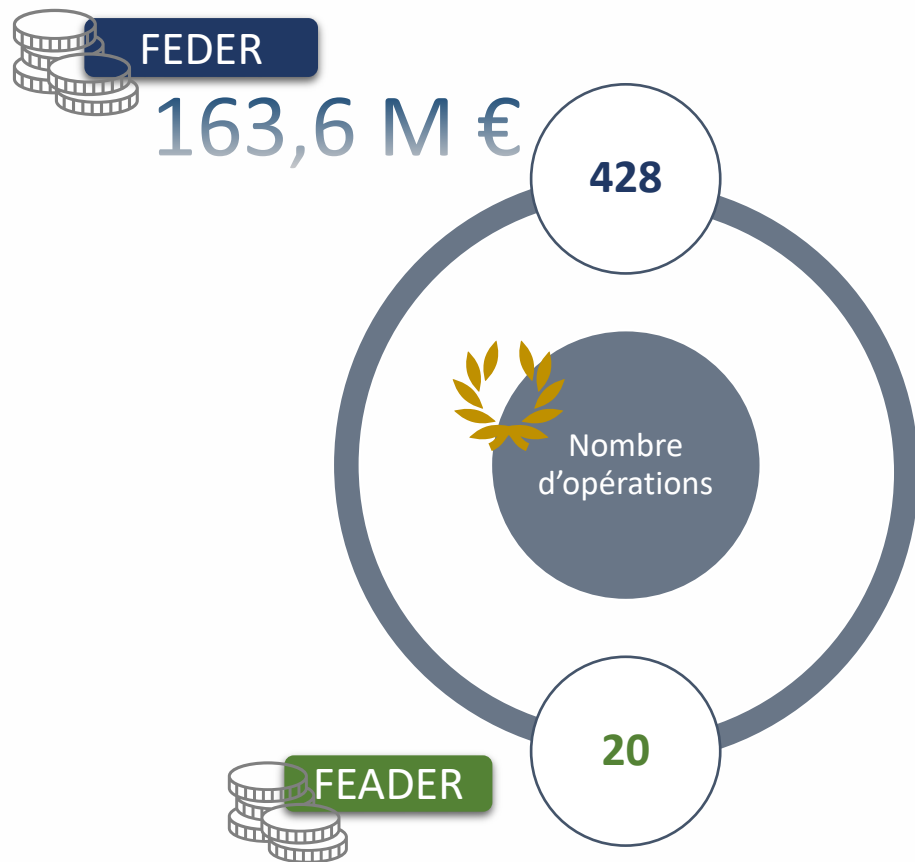 FEDER
163,6 M €
428
Nombre
d’opérations
20
FEADER